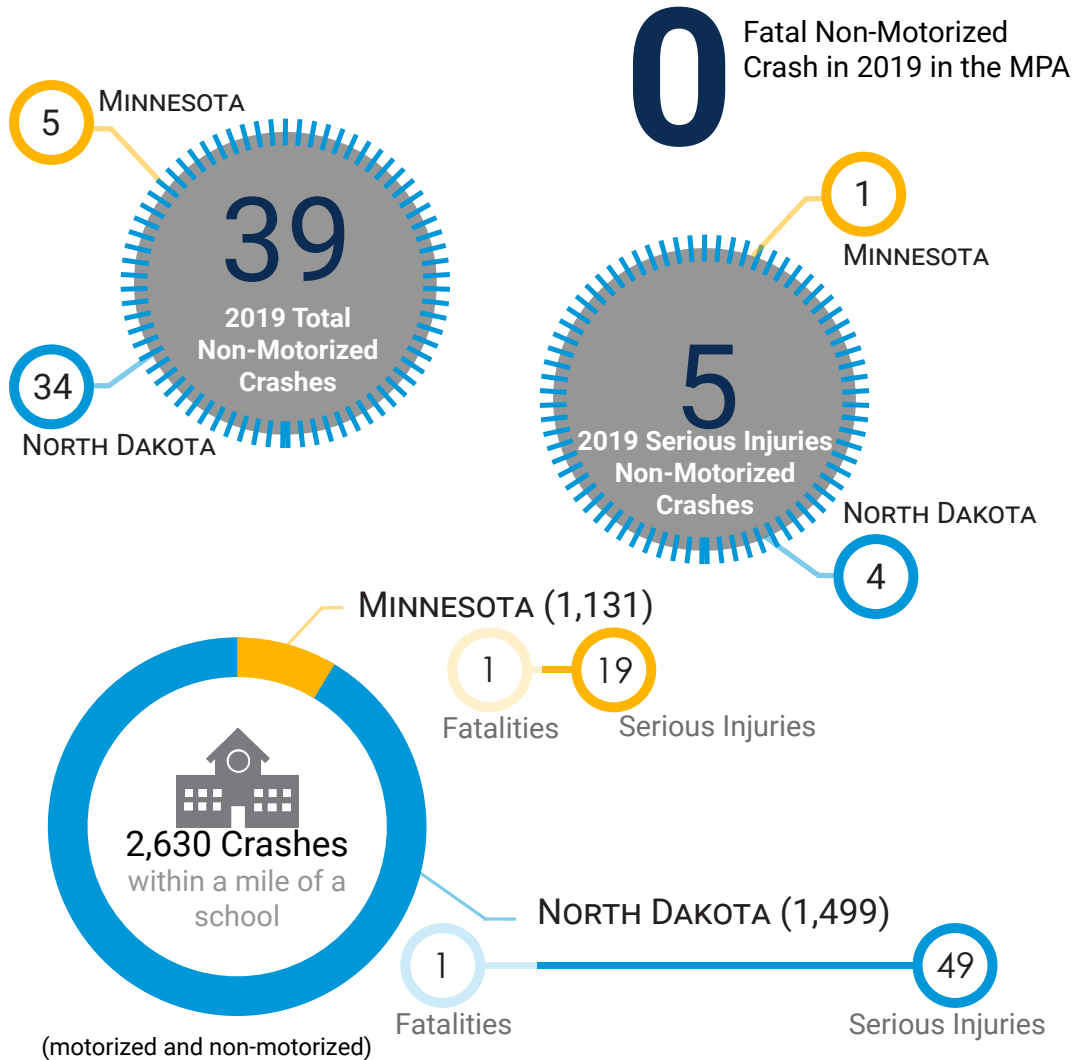 0
Fatal Non-Motorized
Crash in 2019 in the MPA
5
MINNESOTA
39
2019 Total
Non-Motorized
Crashes
34
NORTH DAKOTA
1
MINNESOTA
5
2019 Serious Injuries
Non-Motorized
Crashes
NORTH DAKOTA
4
MINNESOTA (1,131)
1
19
Fatalities
Serious Injuries
2,630 Crashes
within a mile of a
school
NORTH DAKOTA (1,499)
1
49
Fatalities
Serious Injuries
(motorized and non-motorized)